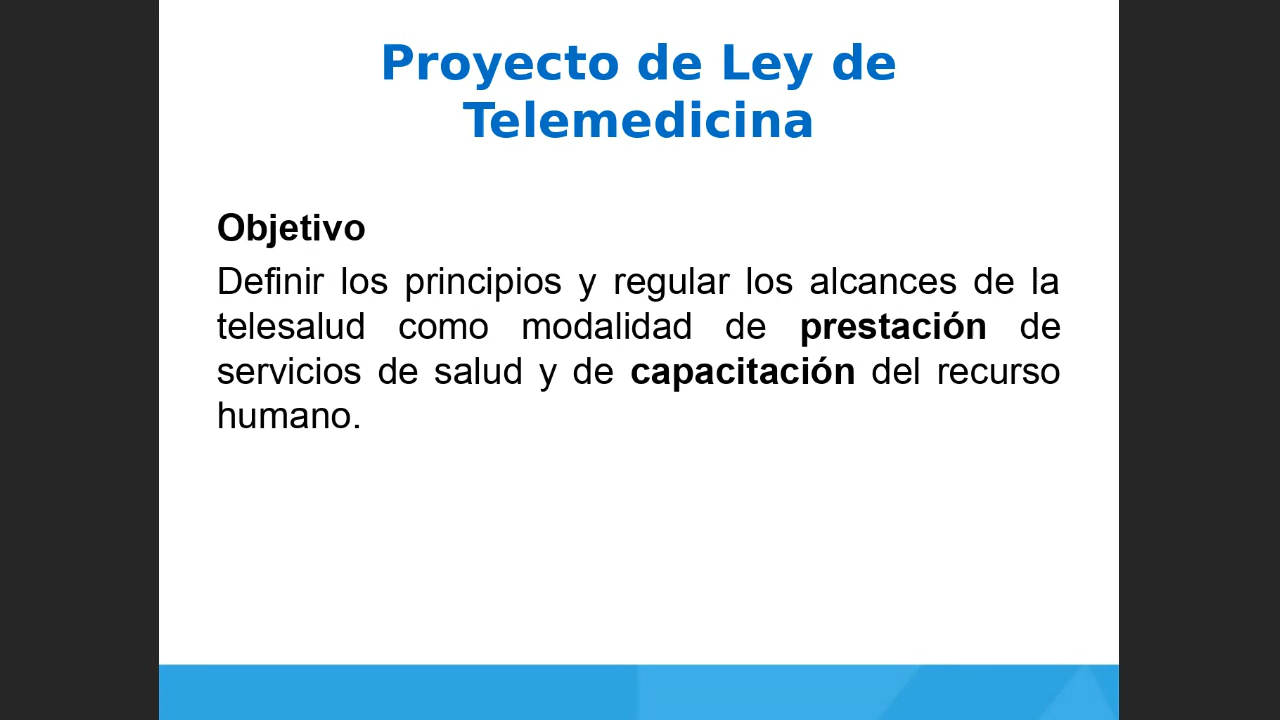 Proyecto de Ley de
Telemedicina
Objetivo
Definir los principios y regular los alcances de la
telesalud como modalidad de prestación de
servicios de salud y de capacitación del recurso
humano.